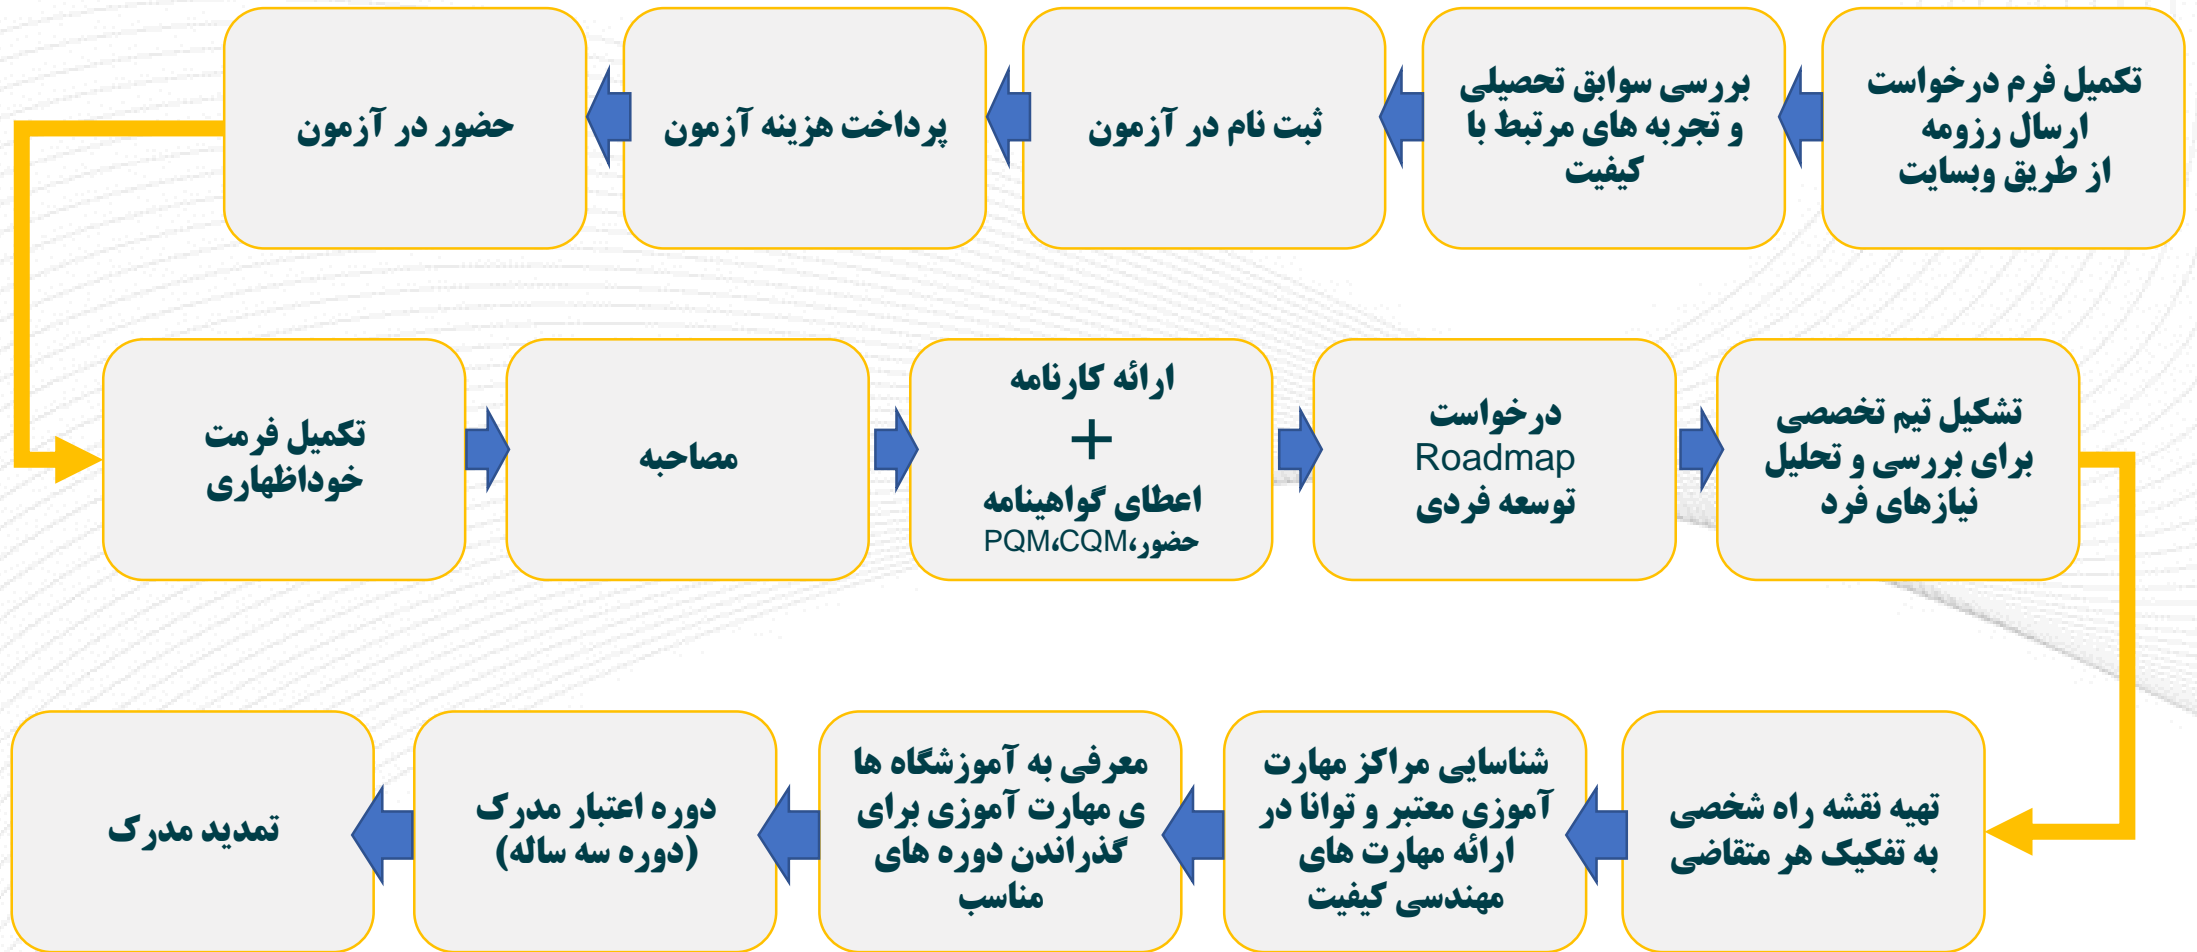 تکمیل فرم درخواست
ارسال رزومه
از طریق وبسایت
بررسی سوابق تحصیلی
و تجربه های مرتبط با
کیفیت
ثبت نام در آزمون
پرداخت هزینه آزمون
حضور در آزمون
تکمیل فرمت
خوداظهاری
مصاحبه
ارائه کارنامه
+
اعطای گواهینامه
حضور،PQM،CQM
درخواست
Roadmap
توسعه فردی
تشکیل تیم تخصصی
برای بررسی و تحلیل
نیازهای فرد
تهیه نقشه راه شخصی
به تفکیک هر متقاضی
شناسایی مراکز مهارت
آموزی معتبر و توانا در
ارائه مهارت های
مهندسی کیفیت
معرفی به آموزشگاه ها
ی مهارت آموزی برای
گذراندن دوره های
مناسب
دوره اعتبار مدرک
(دوره سه ساله)
تمدید مدرک